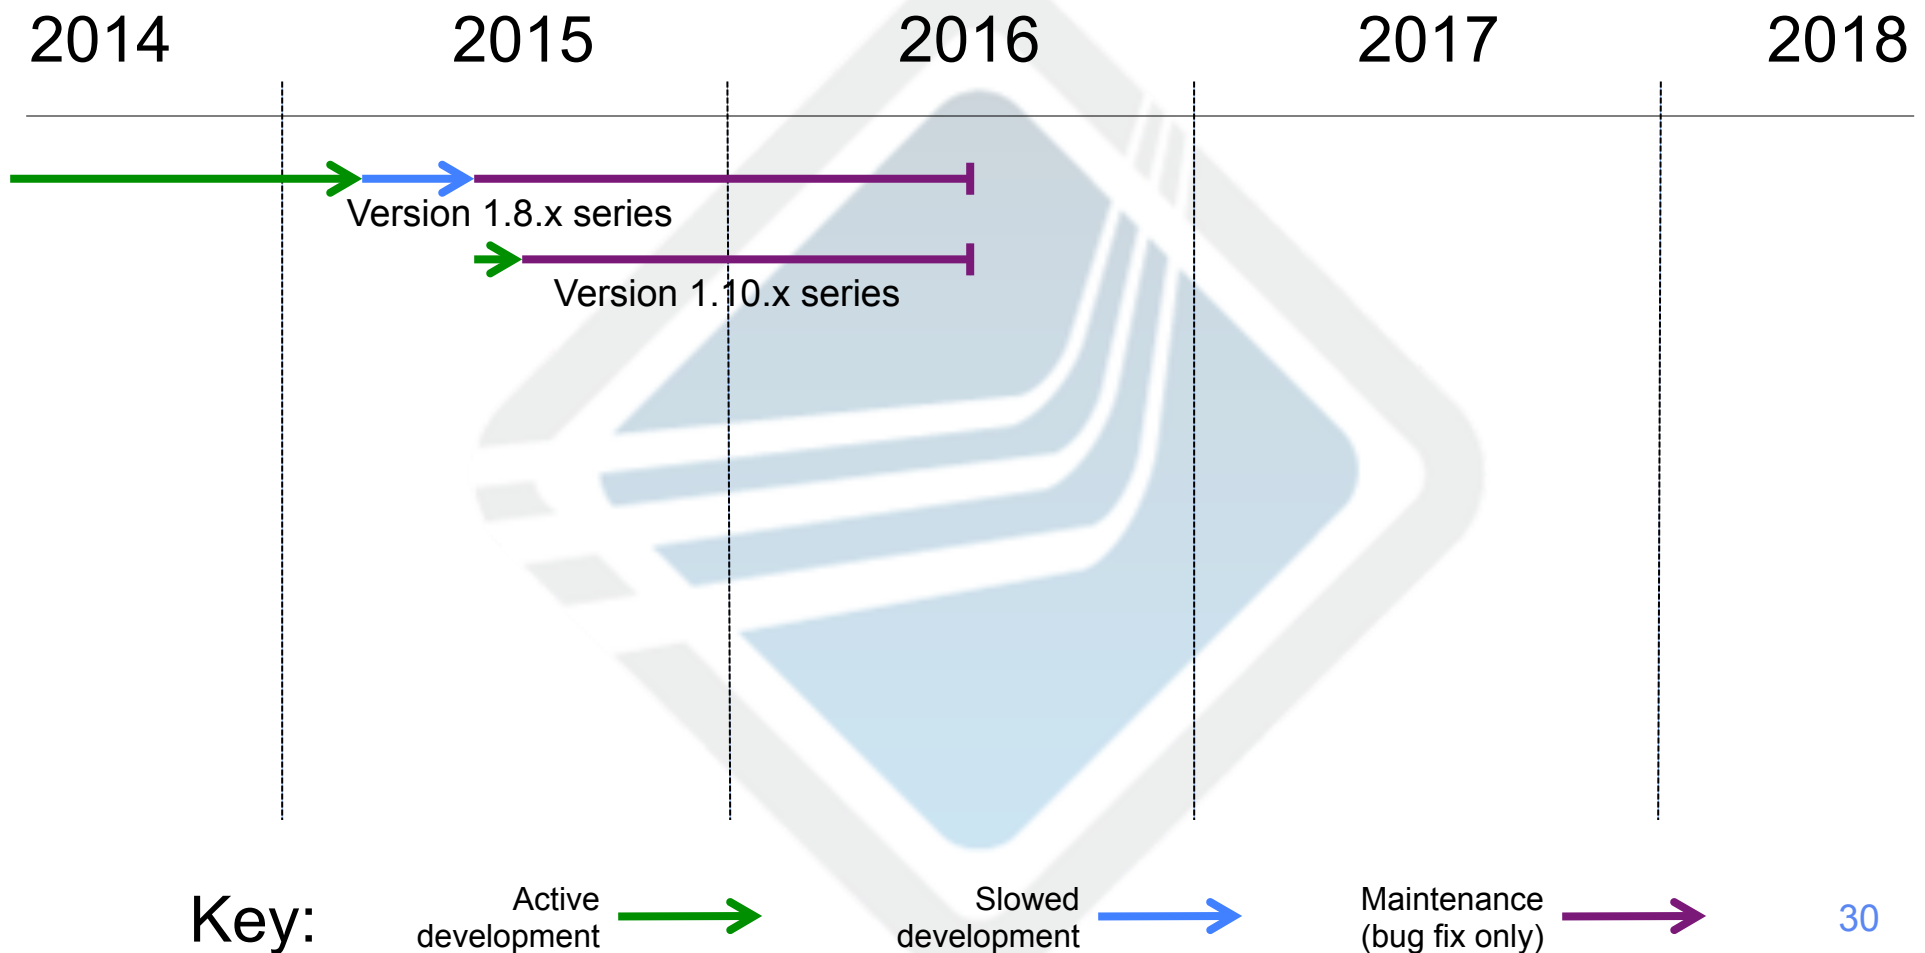 2014 2015 2016 2017 2018
Version 1.8.x series
Version 1.10.x series
Key:
Active
development
Slowed
development
Maintenance
(bug fix only)
30